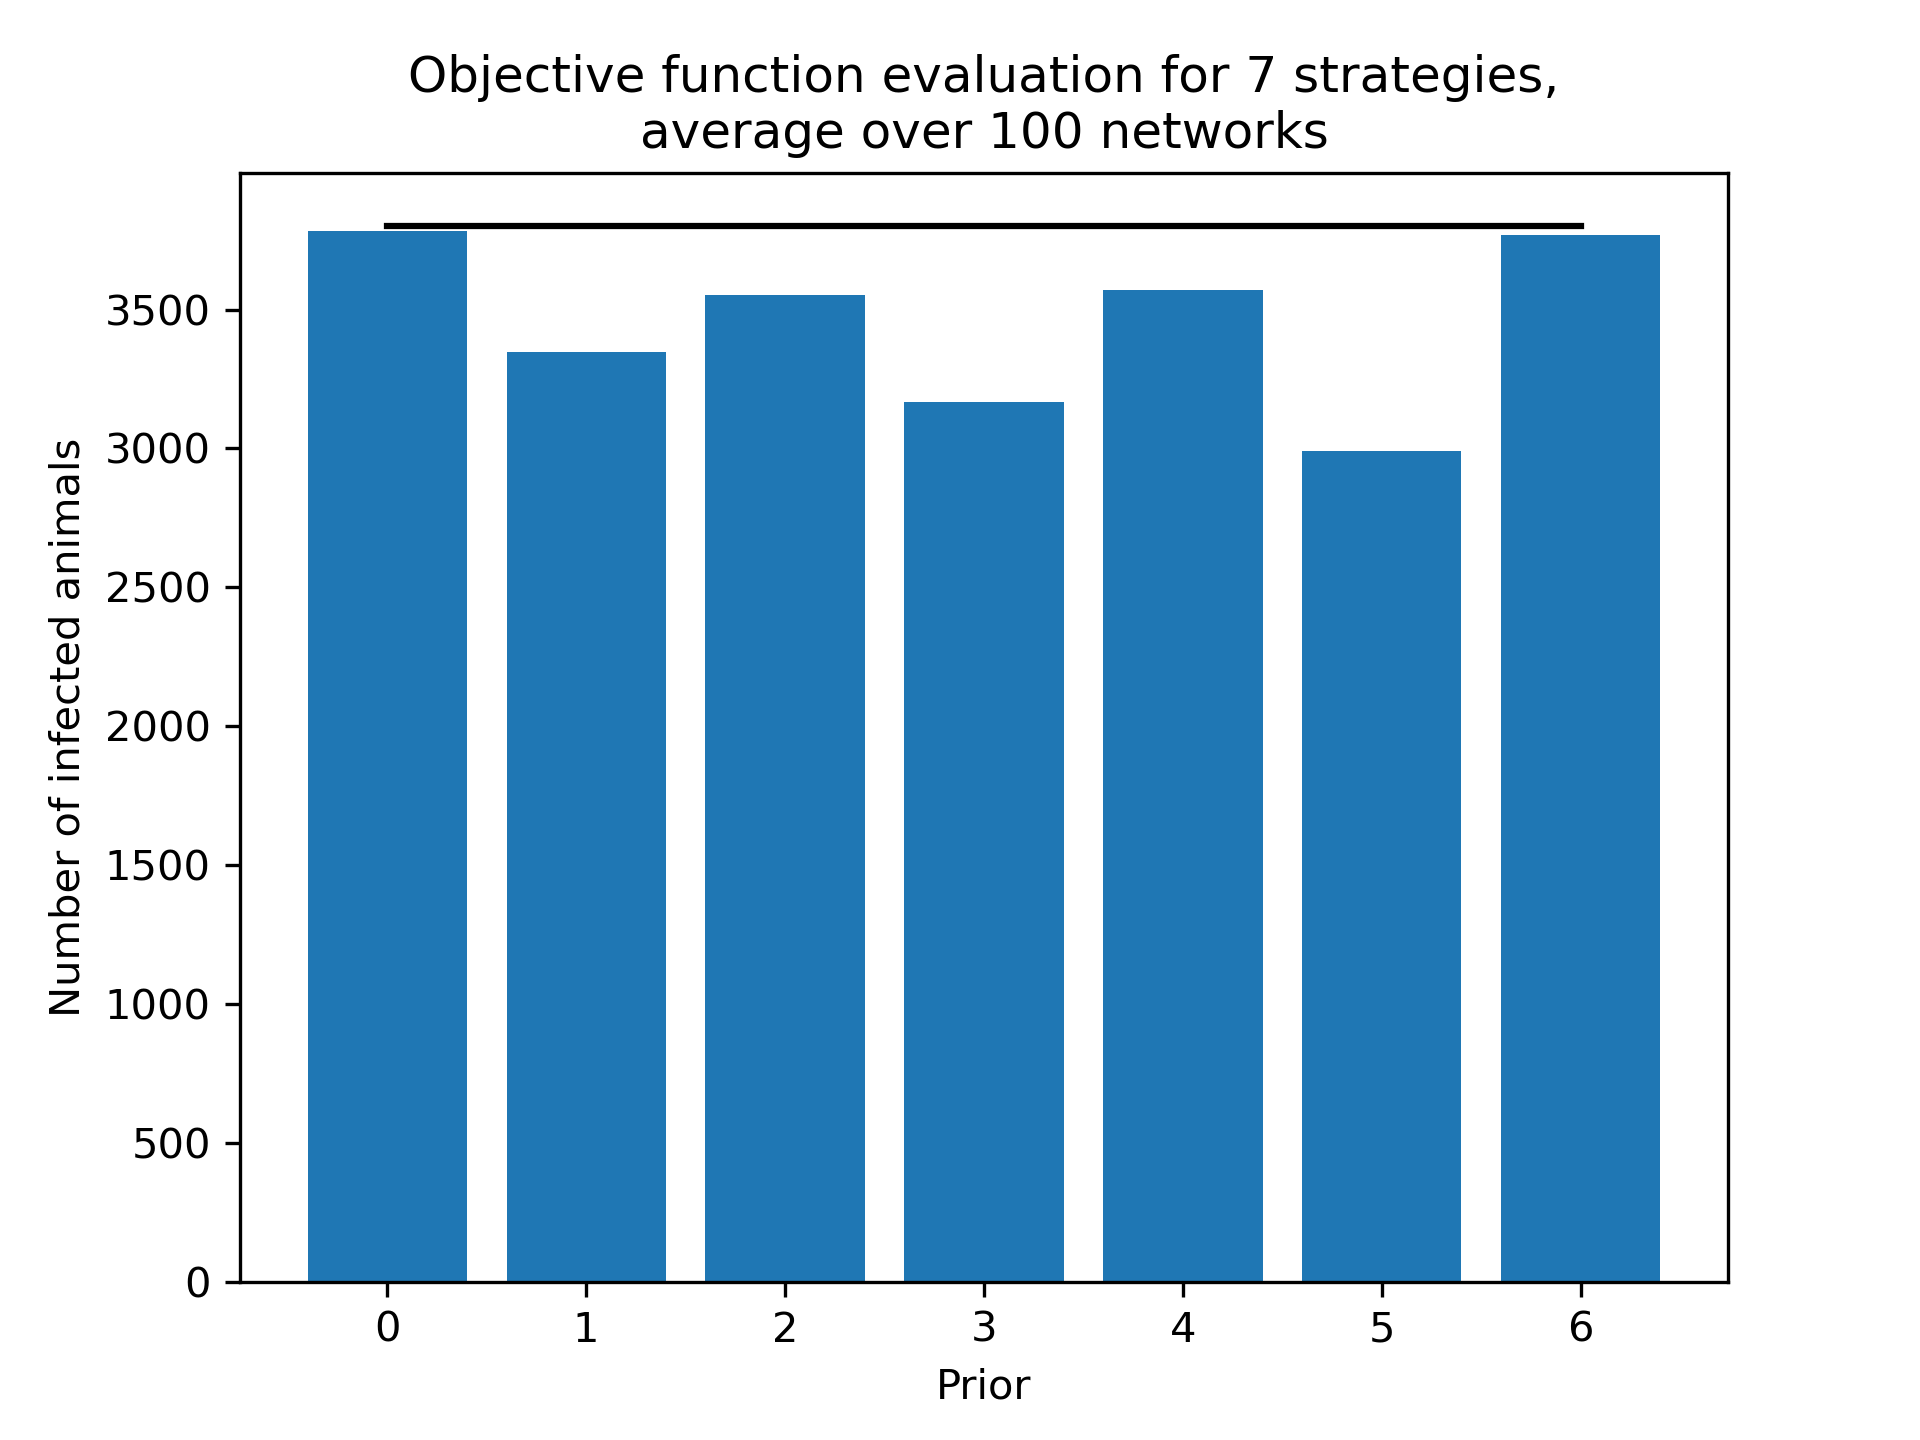 Objective function evaluation for 7 strategies,
average over 100 networks
Number of infected animals
3500
3000
2500
2000
1500
1000
500
0
0 1 2 3 4 5 6
Prior